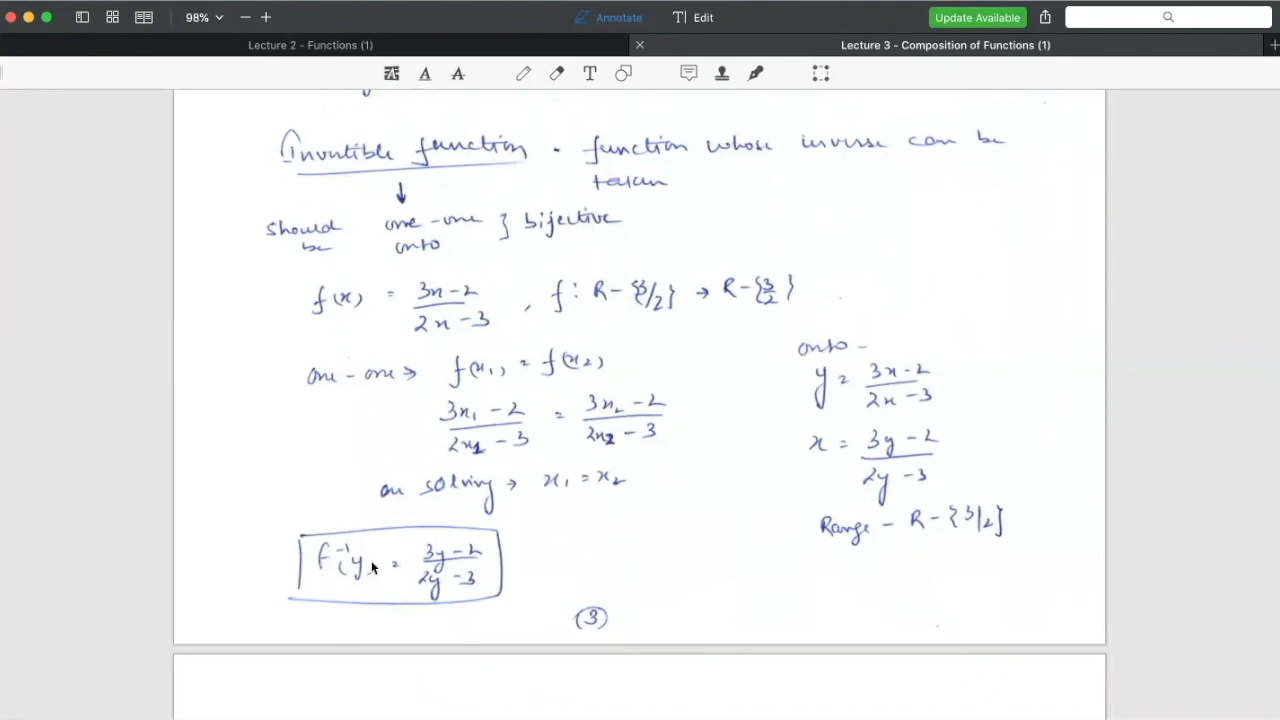 98%
Annotate
Edit
Update Available
Lecture 2 - Functions (1)
Lecture 3 - Composition of Functions (1)
Invertible function - function whose inverse can be taken
should be one-one onto } bijective
f(x) = (3x-2)/(2x-3), f: R-{3/2} → R-{3/2}
one-one → f(x₁) = f(x₂)
(3x₁-2)/(2x₁-3) = (3x₂-2)/(2x₂-3)
on solving → x₁ = x₂
f⁻¹(y) = (3y-2)/(2y-3)
onto -
y = (3x-2)/(2x-3)
x = (3y-2)/(2y-3)
Range - R-{3/2}
(3)